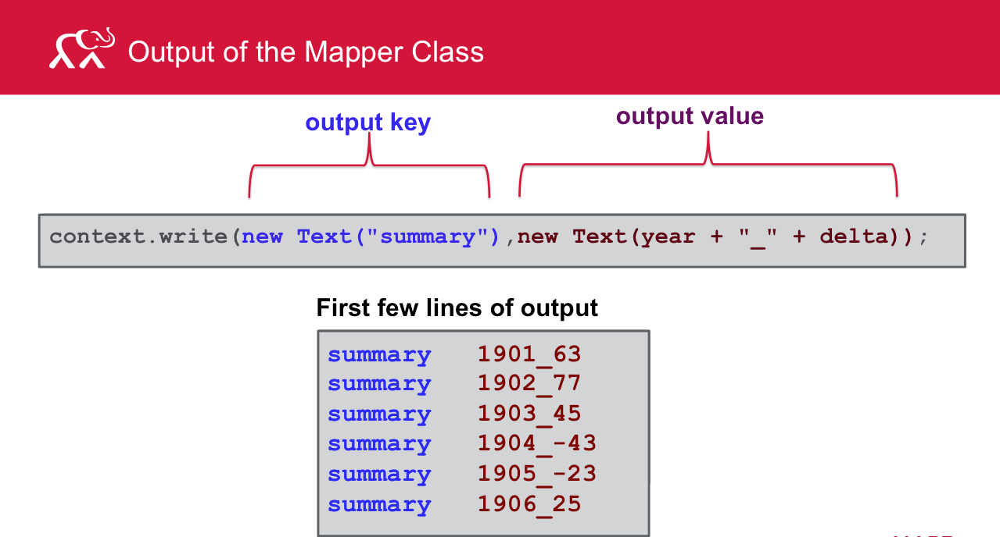 Output of the Mapper Class
output key
output value
context.write(new Text("summary"),new Text(year + "_" + delta));
First few lines of output
summary 1901_63
summary 1902_77
summary 1903_45
summary 1904_-43
summary 1905_-23
summary 1906_25